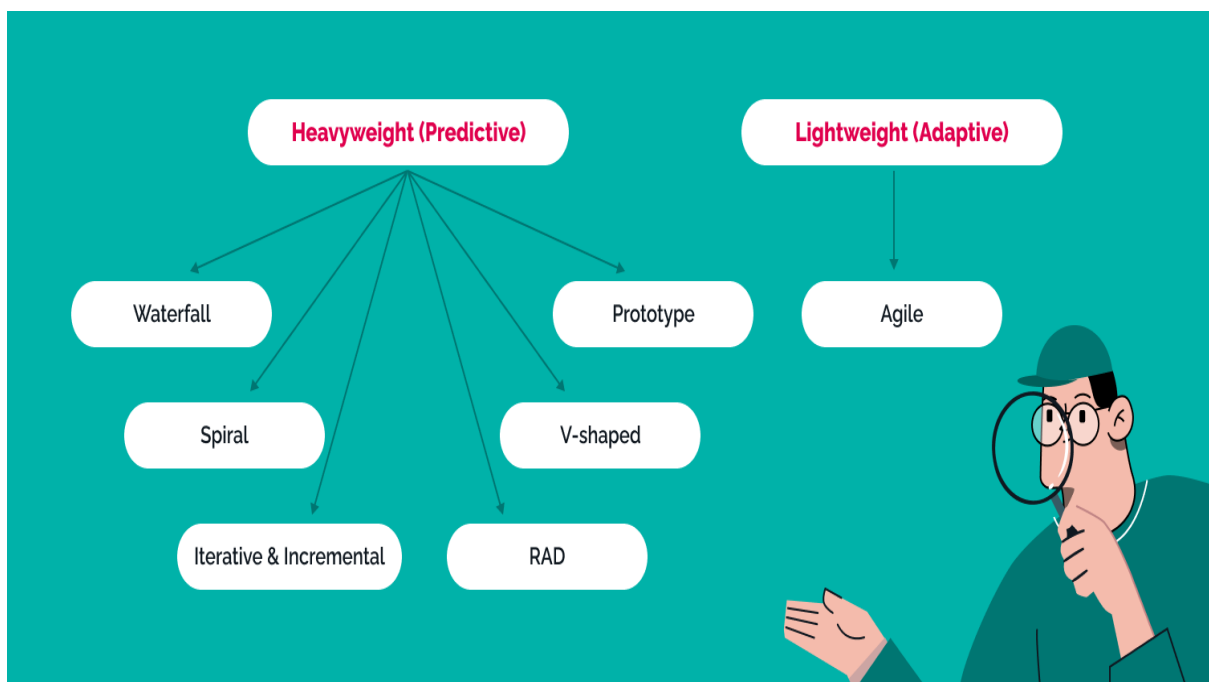 Heavyweight (Predictive)
Lightweight (Adaptive)
Waterfall
Prototype
Agile
Spiral
V-shaped
Iterative & Incremental
RAD